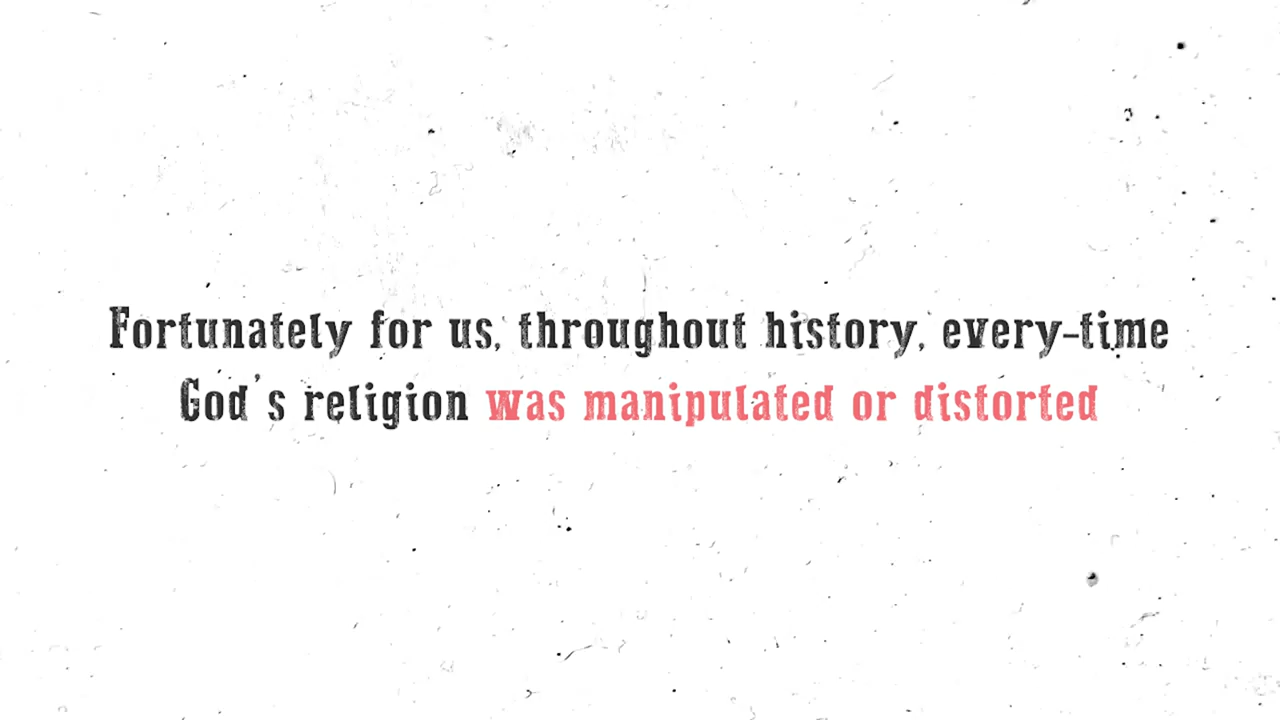 Fortunately for us, throughout history, every-time
God's religion was manipulated or distorted